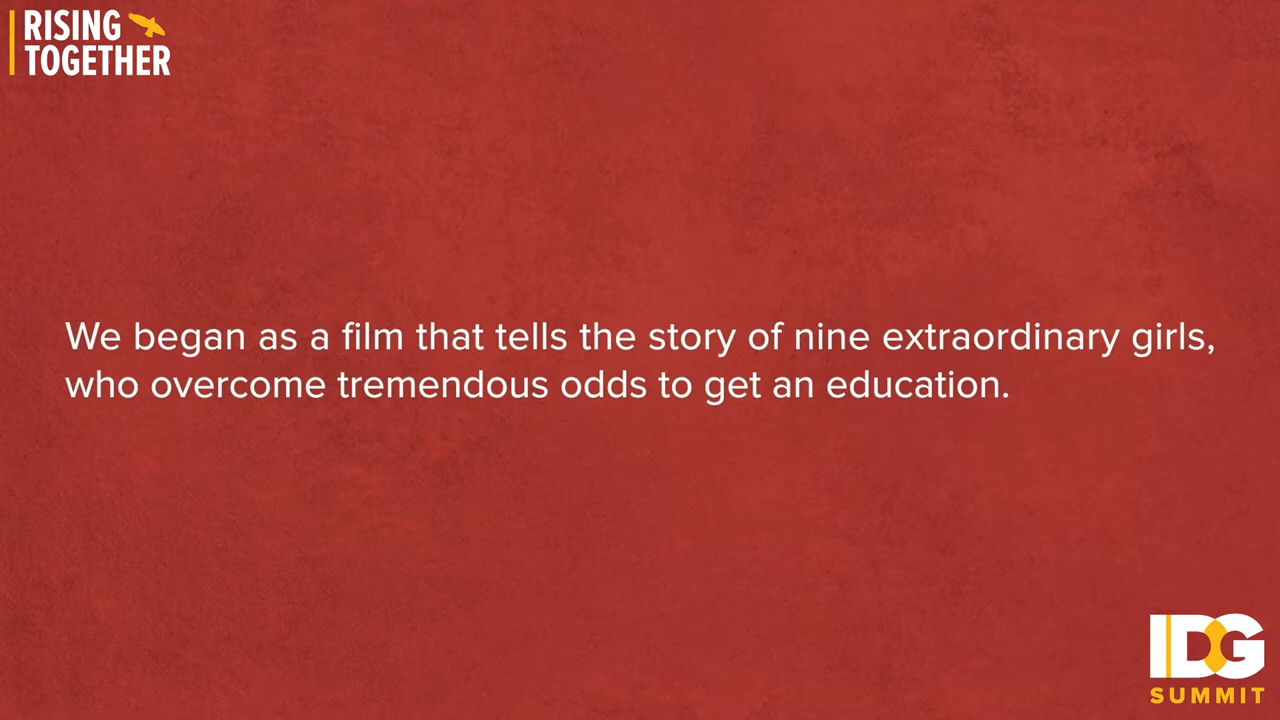 RISING
TOGETHER
We began as a film that tells the story of nine extraordinary girls,
who overcome tremendous odds to get an education.
IDG
SUMMIT